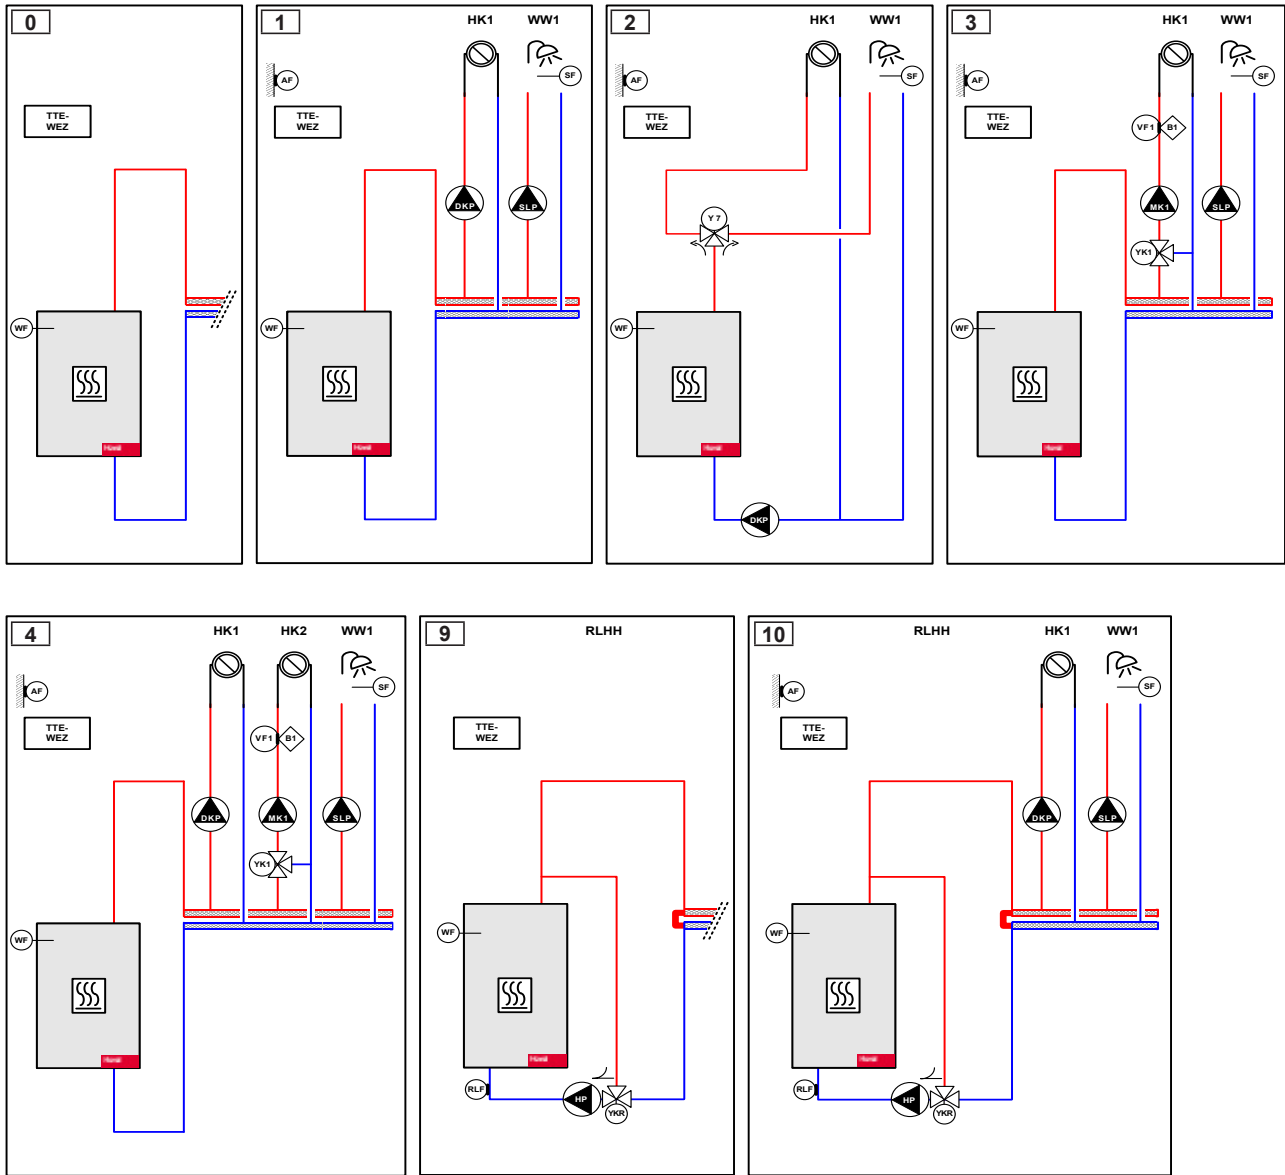 0
TTE-
WEZ
WF
1
HK1 WW1
AF
SF
TTE-
WEZ
DKP
SLP
WF
2
HK1 WW1
AF
SF
TTE-
WEZ
Y7
WF
DKP
3
HK1 WW1
AF
SF
TTE-
WEZ
VF1 B1
MK1
SLP
YK1
WF
4
HK1 HK2 WW1
AF
SF
TTE-
WEZ
VF1 B1
DKP
MK1
SLP
YK1
WF
9
RLHH
TTE-
WEZ
WF
RLF
HP
YKR
10
RLHH HK1 WW1
AF
SF
TTE-
WEZ
DKP
SLP
WF
RLF
HP
YKR